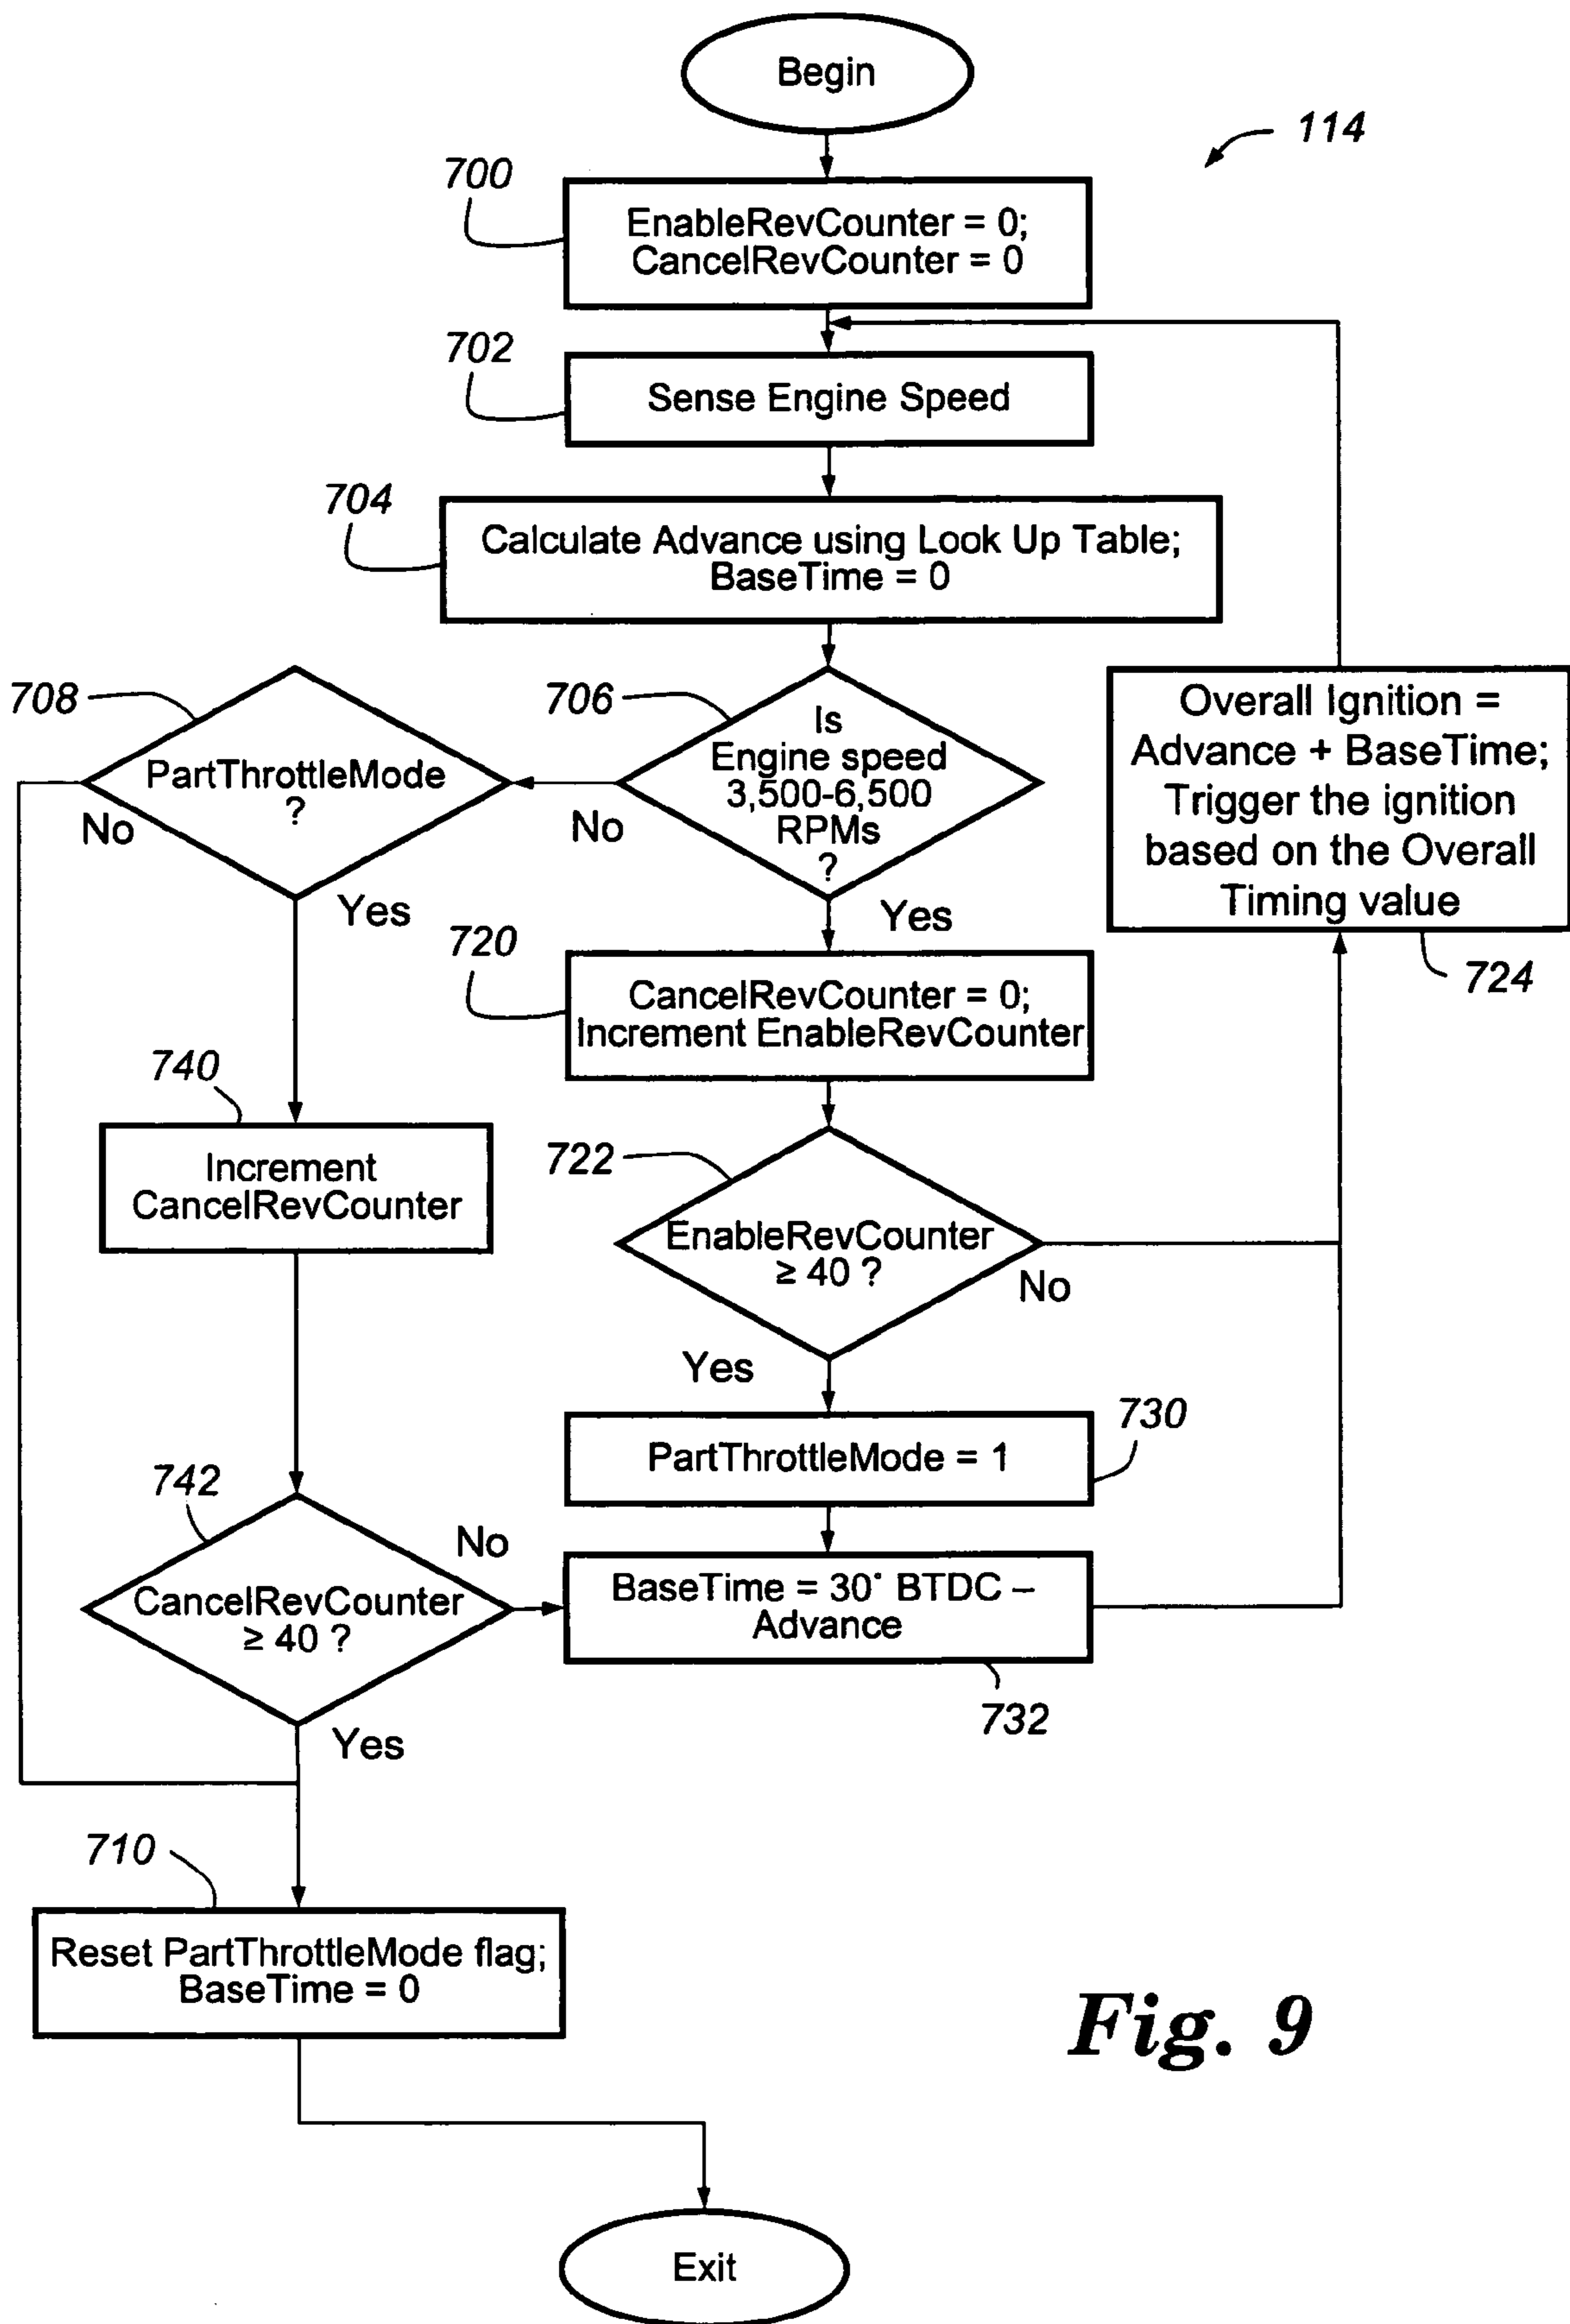 Begin
114
700
EnableRevCounter = 0;
CancelRevCounter = 0
702
Sense Engine Speed
704
Calculate Advance using Look Up Table;
BaseTime = 0
708
PartThrottleMode
?
No
Yes
706
Is
Engine speed
3,500-6,500
RPMs
?
No
Yes
Overall Ignition =
Advance + BaseTime;
Trigger the ignition
based on the Overall
Timing value
724
720
CancelRevCounter = 0;
Increment EnableRevCounter
740
Increment
CancelRevCounter
722
EnableRevCounter
≥ 40 ?
No
Yes
730
PartThrottleMode = 1
742
CancelRevCounter
≥ 40 ?
No
Yes
BaseTime = 30° BTDC –
Advance
732
710
Reset PartThrottleMode flag;
BaseTime = 0
Exit
Fig. 9